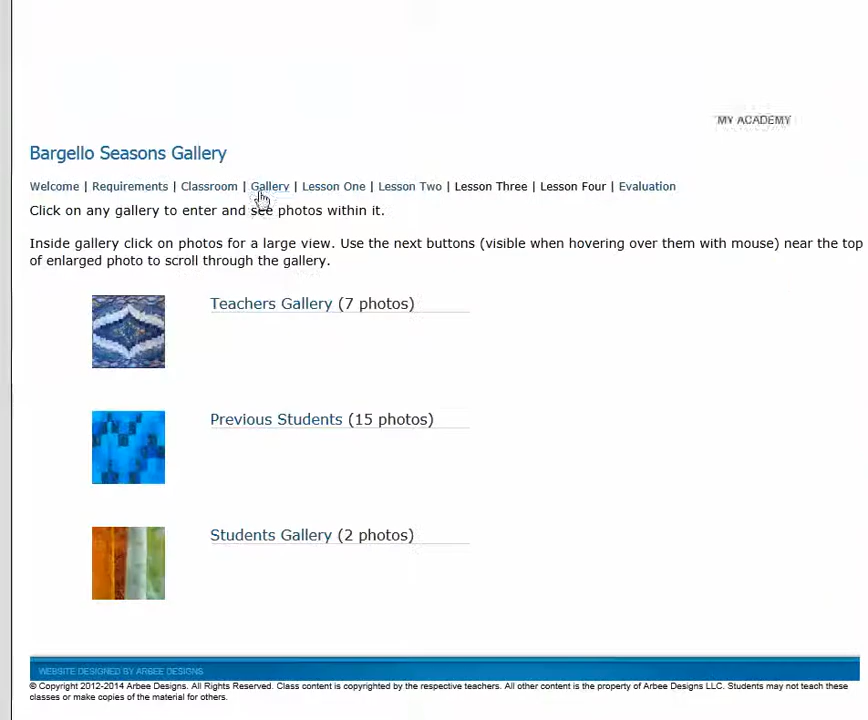 MY ACADEMY
Bargello Seasons Gallery
Welcome | Requirements | Classroom | Gallery | Lesson One | Lesson Two | Lesson Three | Lesson Four | Evaluation
Click on any gallery to enter and see photos within it.
Inside gallery click on photos for a large view. Use the next buttons (visible when hovering over them with mouse) near the top
of enlarged photo to scroll through the gallery.
Teachers Gallery (7 photos)
Previous Students (15 photos)
Students Gallery (2 photos)
WEBSITE DESIGNED BY ARBEE DESIGNS
© Copyright 2012-2014 Arbee Designs. All Rights Reserved. Class content is copyrighted by the respective teachers. All other content is the property of Arbee Designs LLC. Students may not teach these
classes or make copies of the material for others.